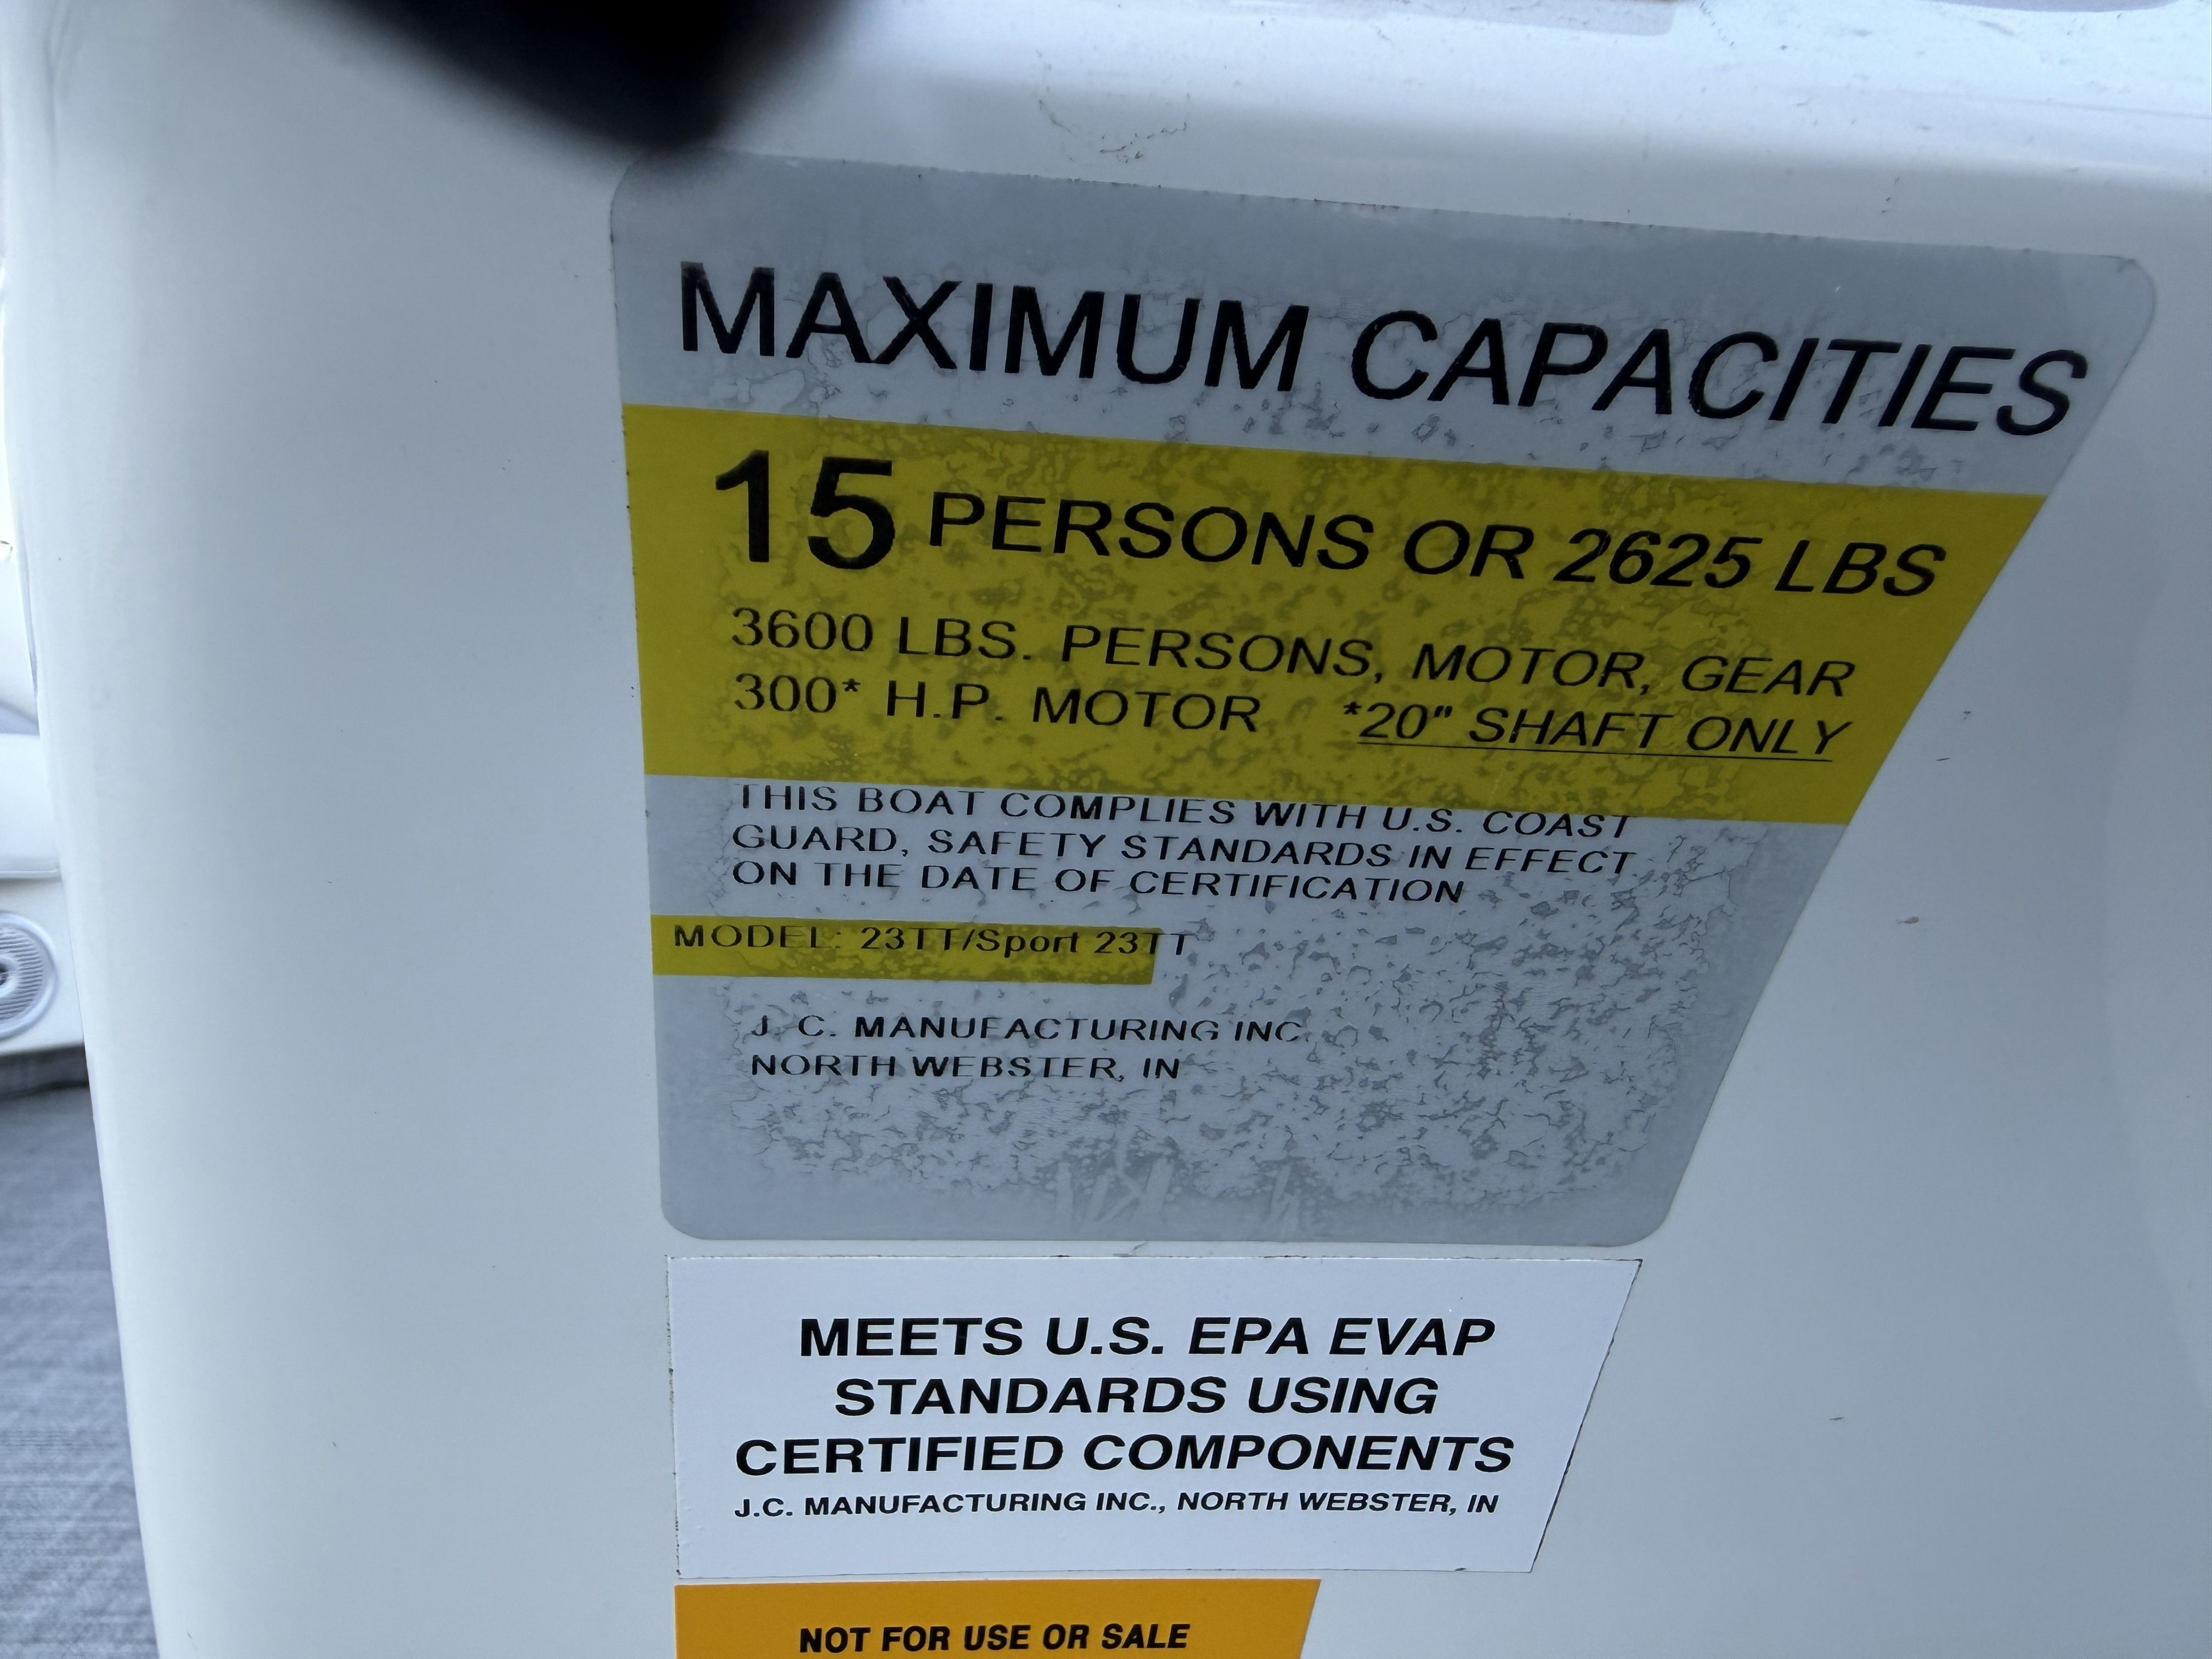 MAXIMUM CAPACITIES
15 PERSONS OR 2625 LBS
3600 LBS. PERSONS, MOTOR, GEAR
300* H.P. MOTOR *20" SHAFT ONLY
THIS BOAT COMPLIES WITH U.S. COAST
GUARD, SAFETY STANDARDS IN EFFECT
ON THE DATE OF CERTIFICATION
MODEL: 23TT/Sport 23TT
J. C. MANUFACTURING INC.
NORTH WEBSTER, IN
MEETS U.S. EPA EVAP
STANDARDS USING
CERTIFIED COMPONENTS
J.C. MANUFACTURING INC., NORTH WEBSTER, IN
NOT FOR USE OR SALE